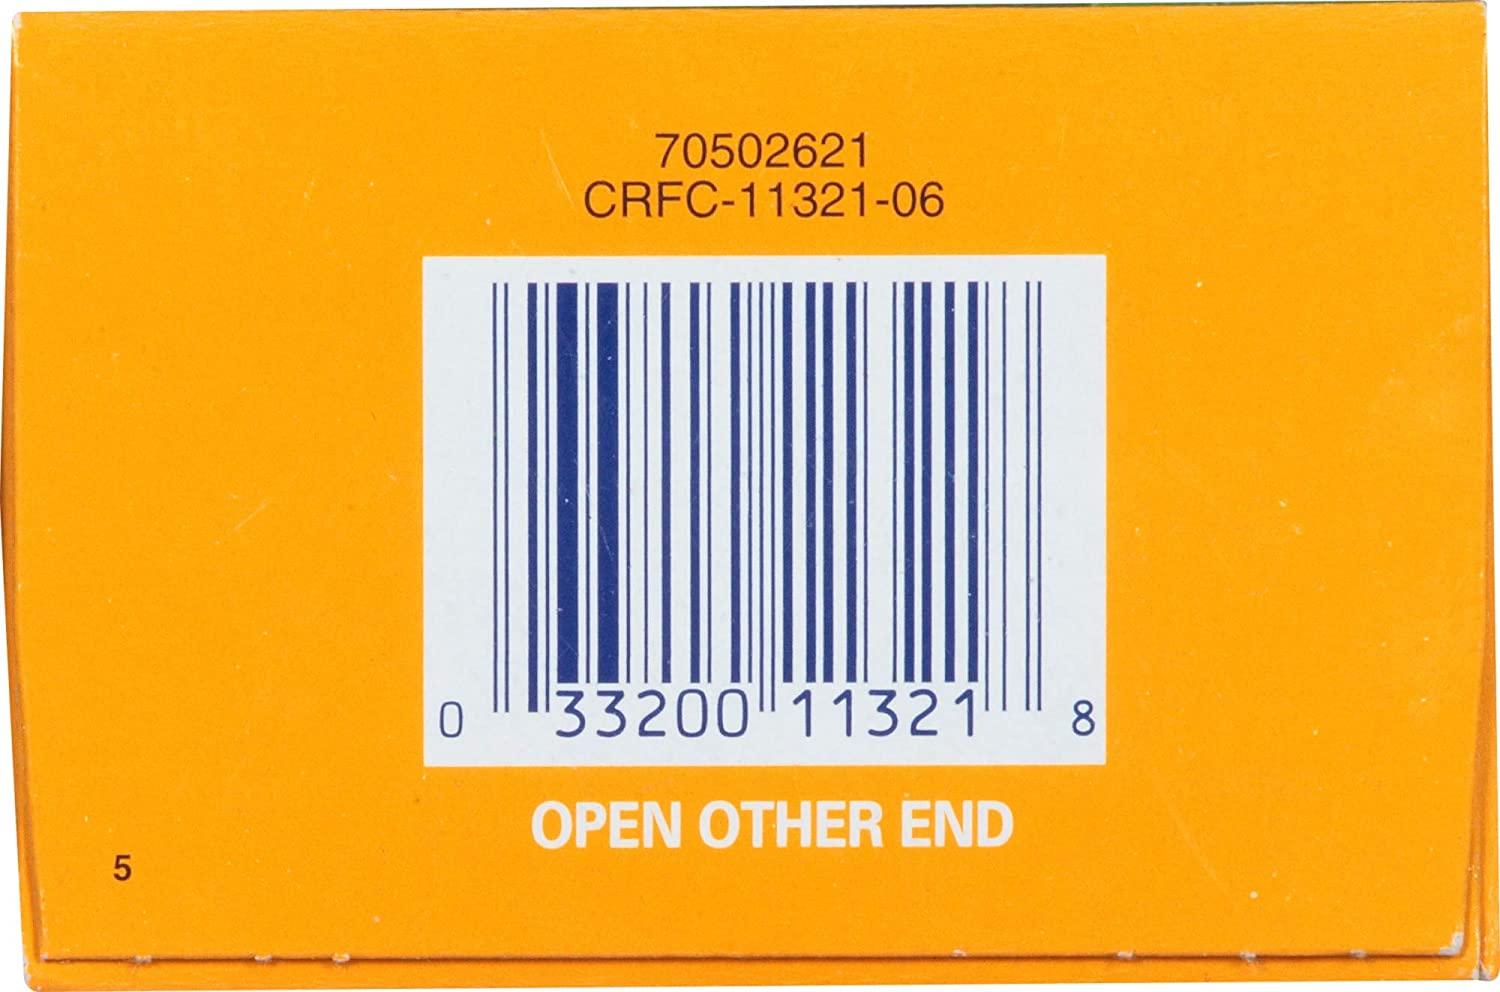 70502621
CRFC-11321-06
0 33200 11321 8
OPEN OTHER END
5